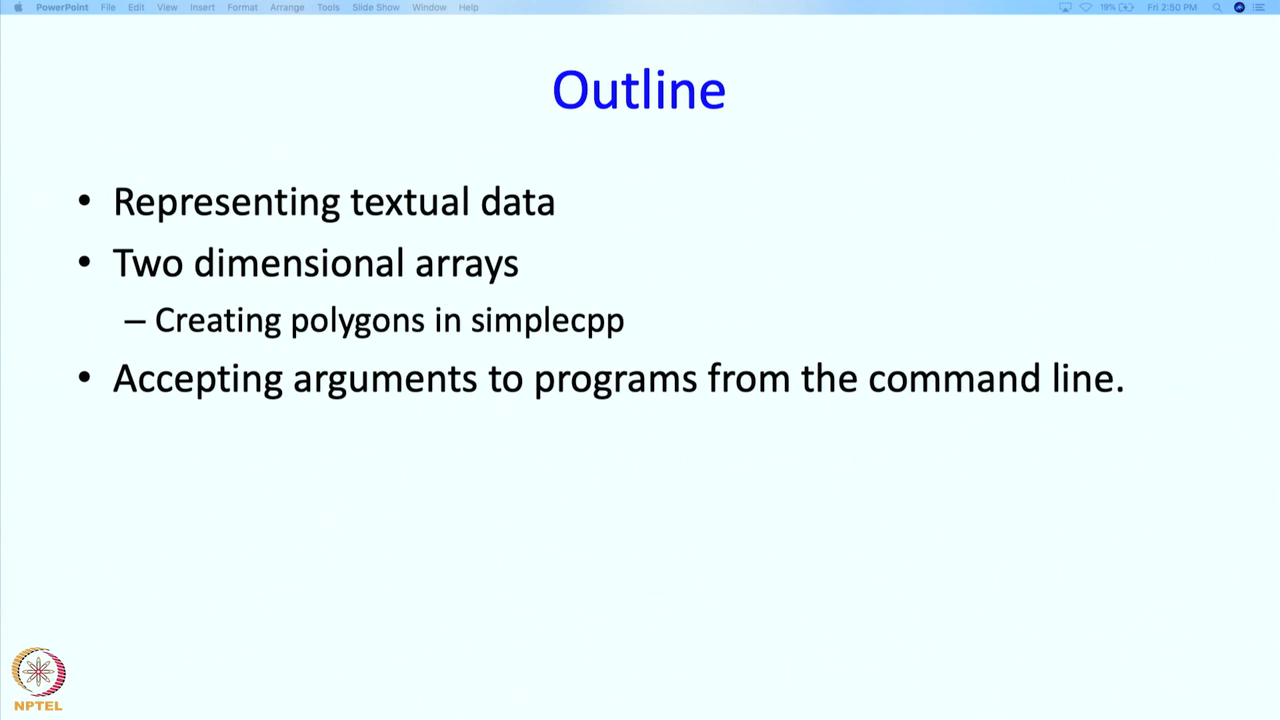 PowerPoint File Edit View Insert Format Arrange Tools Slide Show Window Help 19% Fri 2:50 PM
Outline
• Representing textual data
• Two dimensional arrays
– Creating polygons in simplecpp
• Accepting arguments to programs from the command line.
NPTEL